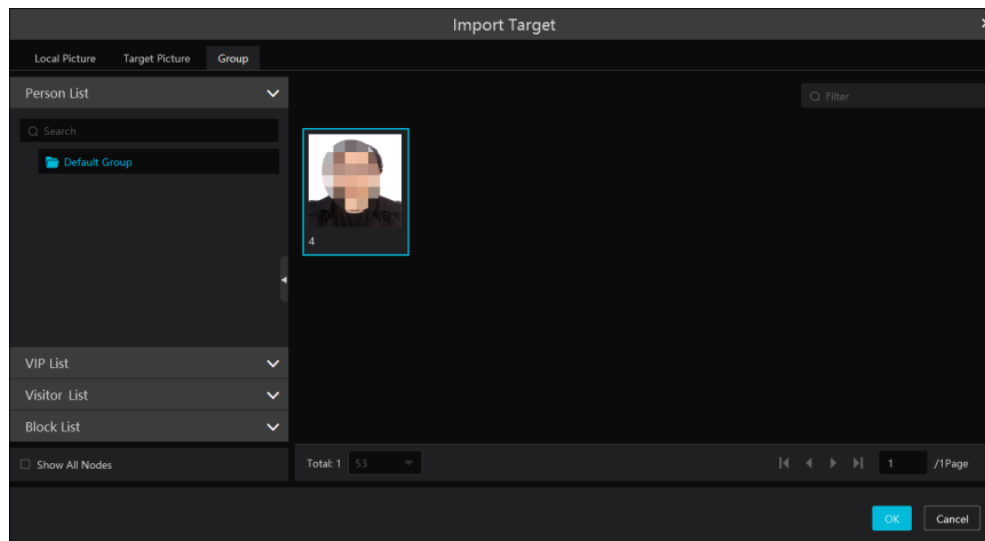 Import Target
Local Picture Target Picture Group
Person List
Filter
Search
Default Group
4
VIP List
Visitor List
Block List
Show All Nodes
Total: 1 53 1 /1Page
OK Cancel